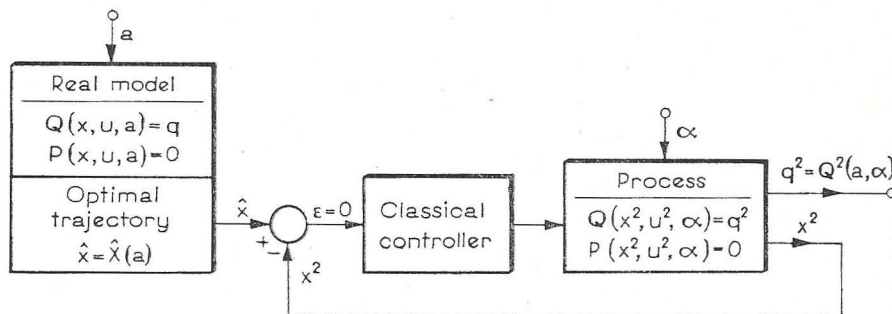 a
Real model
Q(x, u, a) = q
P(x, u, a) = 0
Optimal
trajectory
x̂ = X̂(a)
x̂
+
-
ε=0
x²
Classical
controller
α
Process
Q(x², u², α) = q²
P(x², u², α) = 0
q² = Q²(a, α)
x²